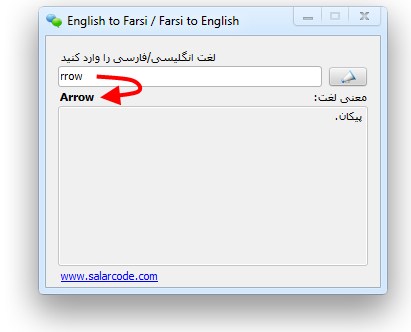 English to Farsi / Farsi to English
لغت انگلیسی/فارسی را وارد کنید
rrow
معنی لغت:
Arrow
پیکان.
www.salarcode.com